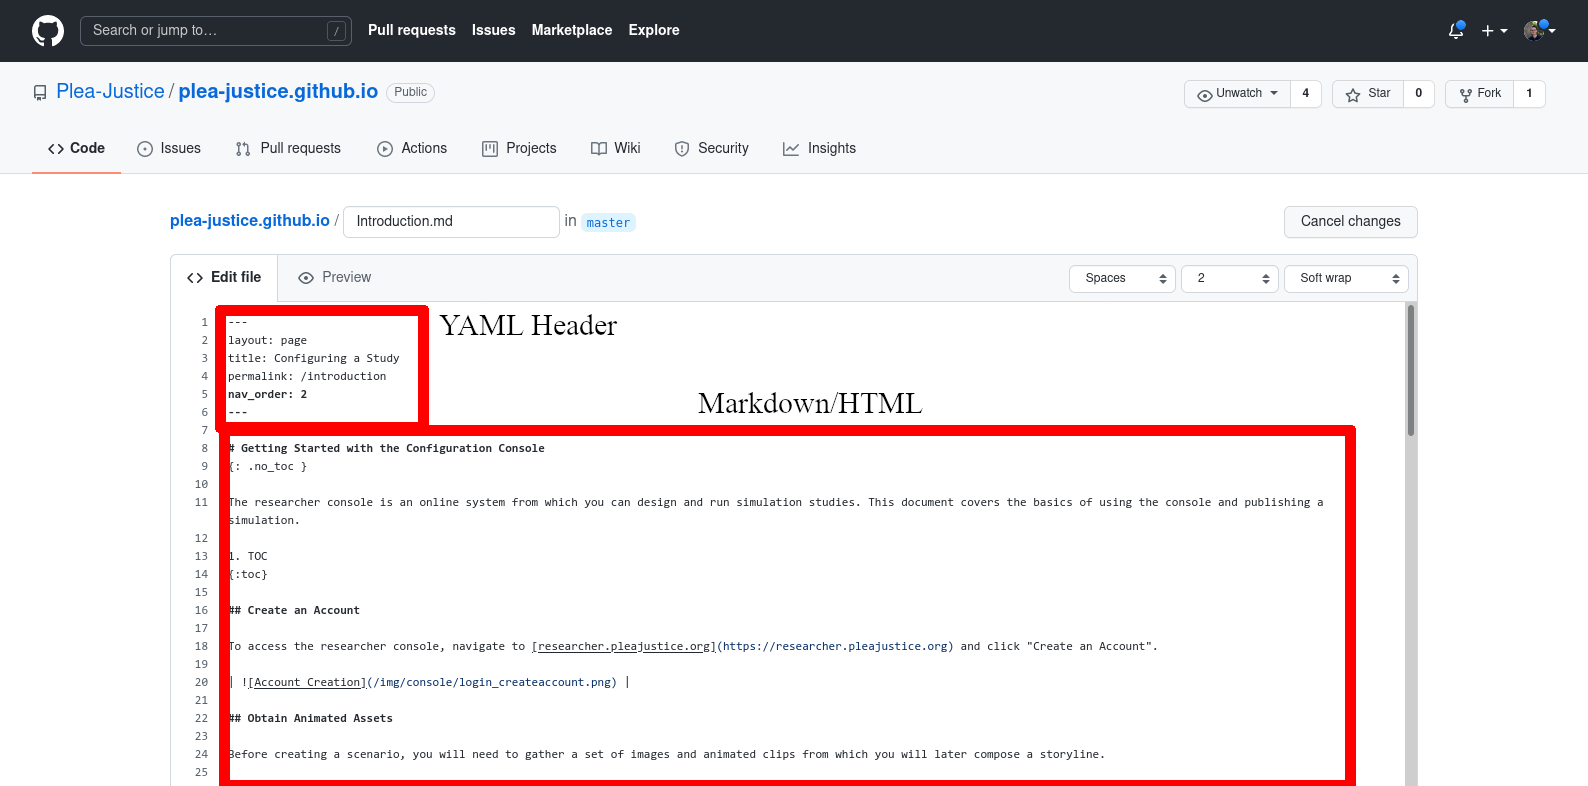 Search or jump to…
/
Pull requests
Issues
Marketplace
Explore
Plea-Justice / plea-justice.github.io Public
Unwatch 4
Star 0
Fork 1
Code
Issues
Pull requests
Actions
Projects
Wiki
Security
Insights
plea-justice.github.io / Introduction.md in master
Cancel changes
Edit file
Preview
Spaces
2
Soft wrap
YAML Header
Markdown/HTML
1 ---
2 layout: page
3 title: Configuring a Study
4 permalink: /introduction
5 nav_order: 2
6 ---
7
8 # Getting Started with the Configuration Console
9 {: .no_toc }
10
11 The researcher console is an online system from which you can design and run simulation studies. This document covers the basics of using the console and publishing a
simulation.
12
13 1. TOC
14 {:toc}
15
16 ## Create an Account
17
18 To access the researcher console, navigate to [researcher.pleajustice.org](https://researcher.pleajustice.org) and click "Create an Account".
19
20 | ![Account Creation](/img/console/login_createaccount.png) |
21
22 ## Obtain Animated Assets
23
24 Before creating a scenario, you will need to gather a set of images and animated clips from which you will later compose a storyline.
25